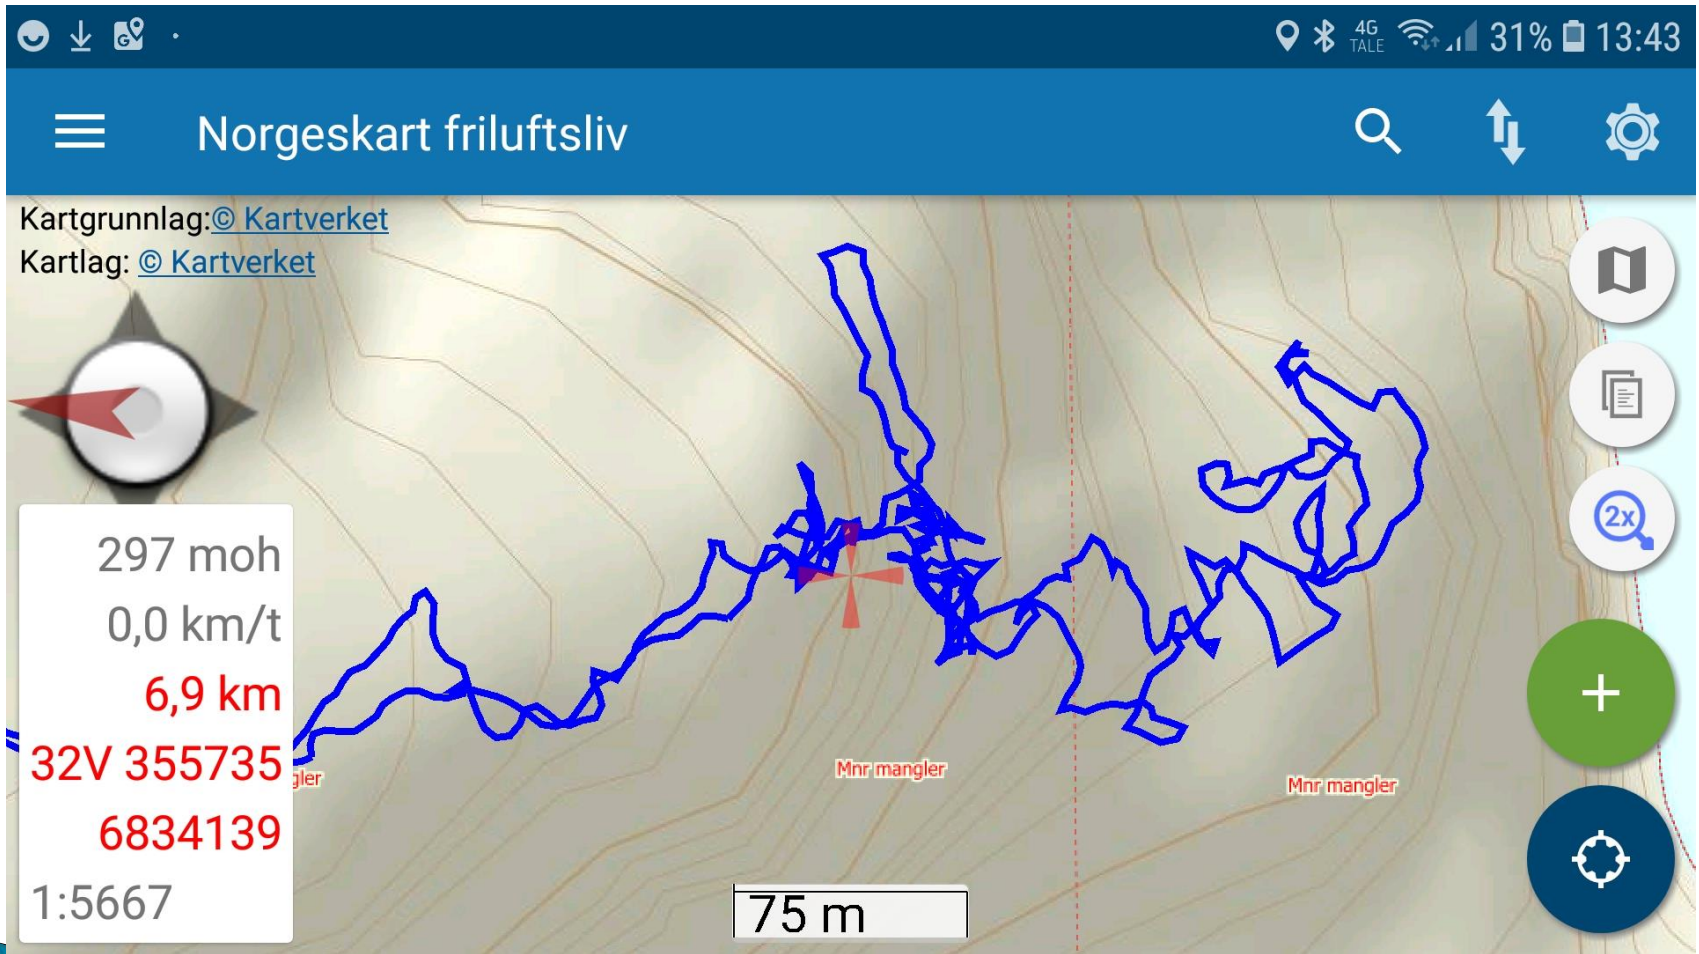 4G
TALE
31%
13:43
Norgeskart friluftsliv
Kartgrunnlag:© Kartverket
Kartlag: © Kartverket
2x
297 moh
0,0 km/t
6,9 km
32V 355735
6834139
1:5667
gler
Mnr mangler
Mnr mangler
75 m